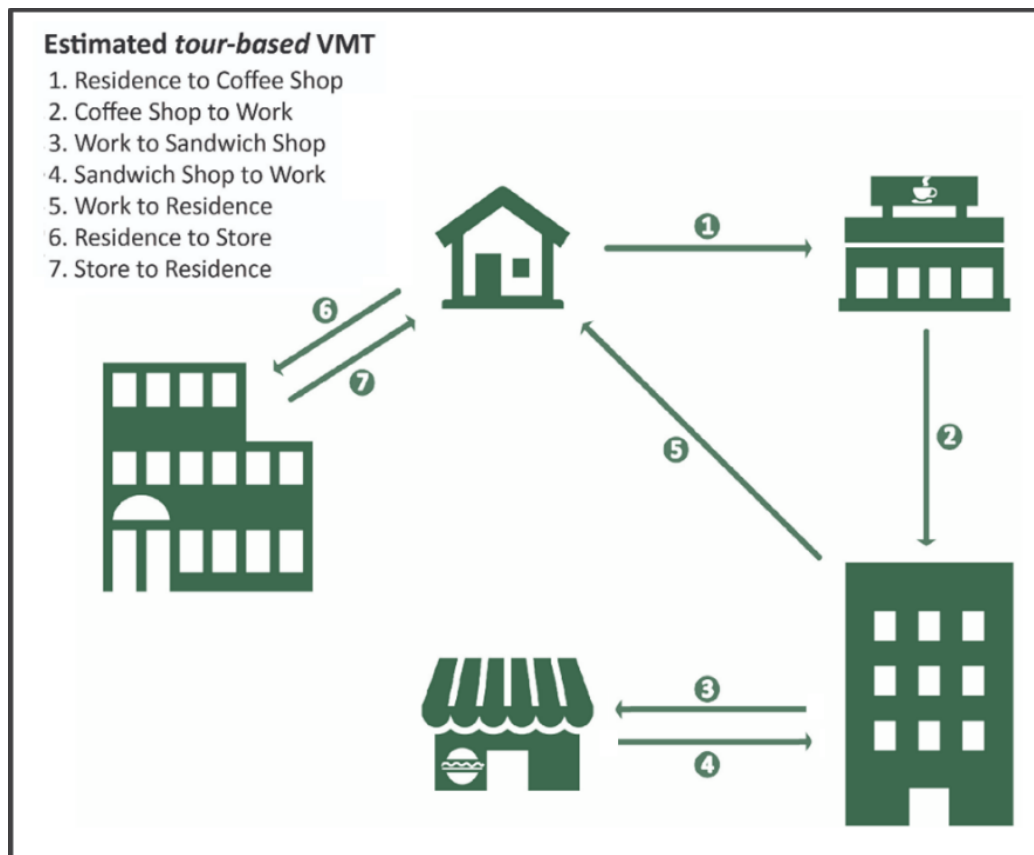 Estimated tour-based VMT
1. Residence to Coffee Shop
2. Coffee Shop to Work
3. Work to Sandwich Shop
4. Sandwich Shop to Work
5. Work to Residence
6. Residence to Store
7. Store to Residence
1
6
7
5
2
3
4